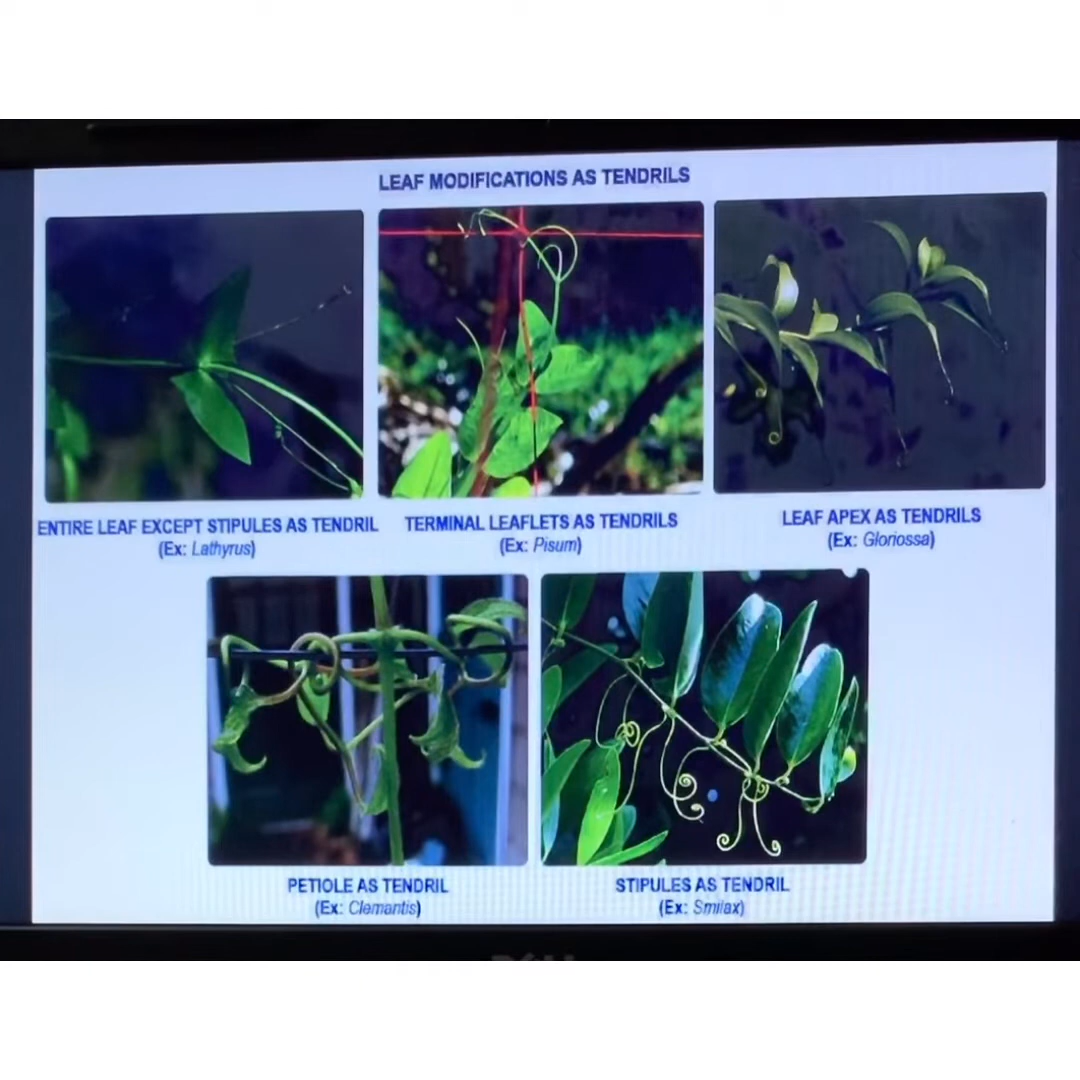 LEAF MODIFICATIONS AS TENDRILS
ENTIRE LEAF EXCEPT STIPULES AS TENDRIL
(Ex: Lathyrus)
TERMINAL LEAFLETS AS TENDRILS
(Ex: Pisum)
LEAF APEX AS TENDRILS
(Ex: Gloriossa)
PETIOLE AS TENDRIL
(Ex: Clemantis)
STIPULES AS TENDRIL
(Ex: Smilax)